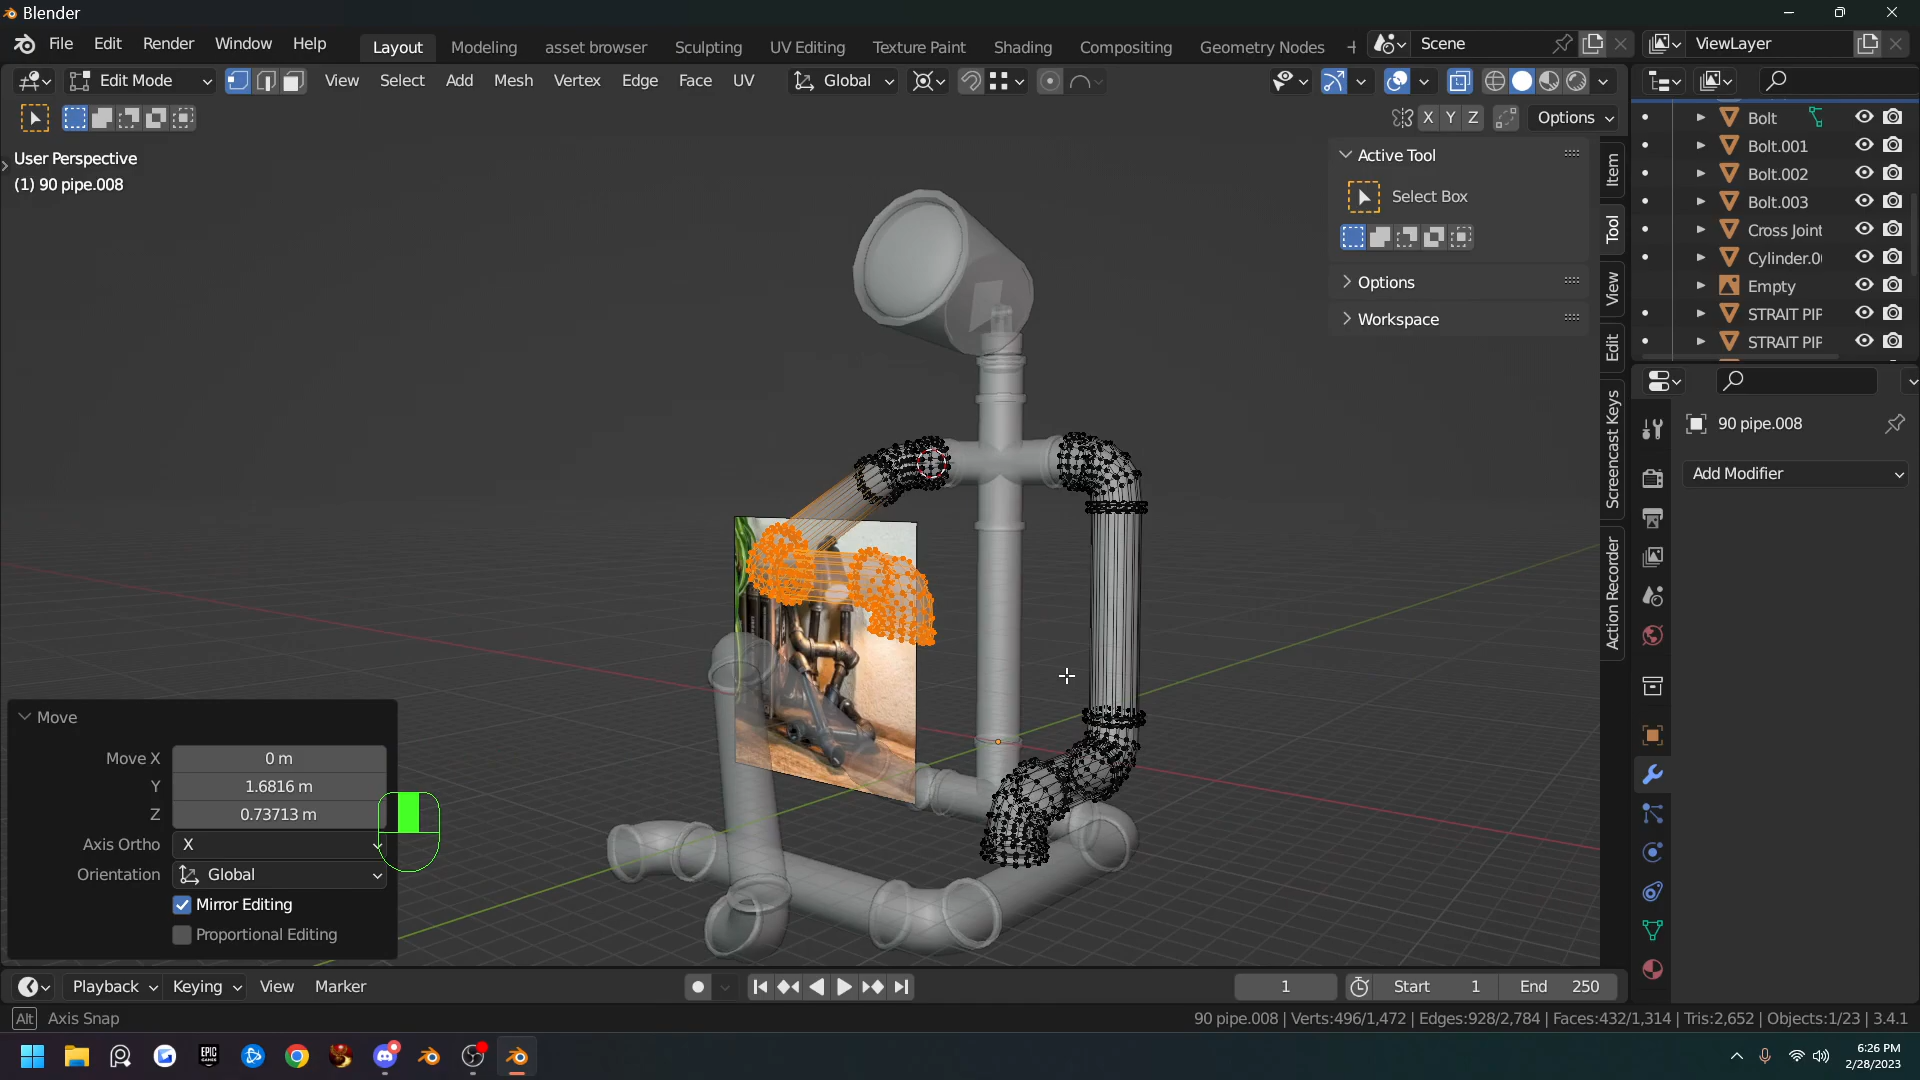 Blender
File Edit Render Window Help Layout Modeling asset browser Sculpting UV Editing Texture Paint Shading Compositing Geometry Nodes Scene ViewLayer
Edit Mode View Select Add Mesh Vertex Edge Face UV Global
X Y Z Options
User Perspective
(1) 90 pipe.008
Active Tool
Select Box
Options
Workspace
Item
Tool
View
Edit
Screencast Keys
Action Recorder
Bolt
Bolt.001
Bolt.002
Bolt.003
Cross Joint
Cylinder.0
Empty
STRAIT PIP
STRAIT PIP
90 pipe.008
Add Modifier
Move
Move X 0 m
Y 1.6816 m
Z 0.73713 m
Axis Ortho X
Orientation Global
Mirror Editing
Proportional Editing
Playback Keying View Marker 1 Start 1 End 250
Alt Axis Snap 90 pipe.008 | Verts:496/1,472 | Edges:928/2,784 | Faces:432/1,314 | Tris:2,652 | Objects:1/23 | 3.4.1
EPIC
6:26 PM
2/28/2023